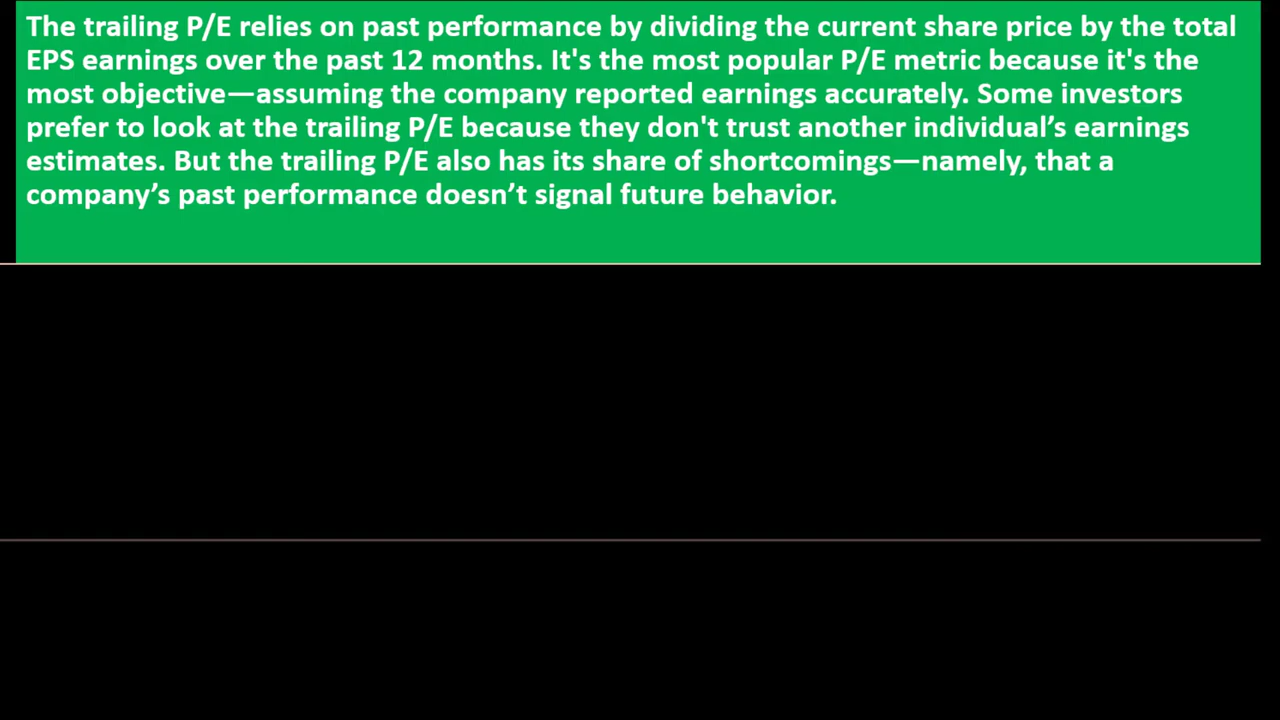 The trailing P/E relies on past performance by dividing the current share price by the total
EPS earnings over the past 12 months. It's the most popular P/E metric because it's the
most objective—assuming the company reported earnings accurately. Some investors
prefer to look at the trailing P/E because they don't trust another individual’s earnings
estimates. But the trailing P/E also has its share of shortcomings—namely, that a
company’s past performance doesn’t signal future behavior.